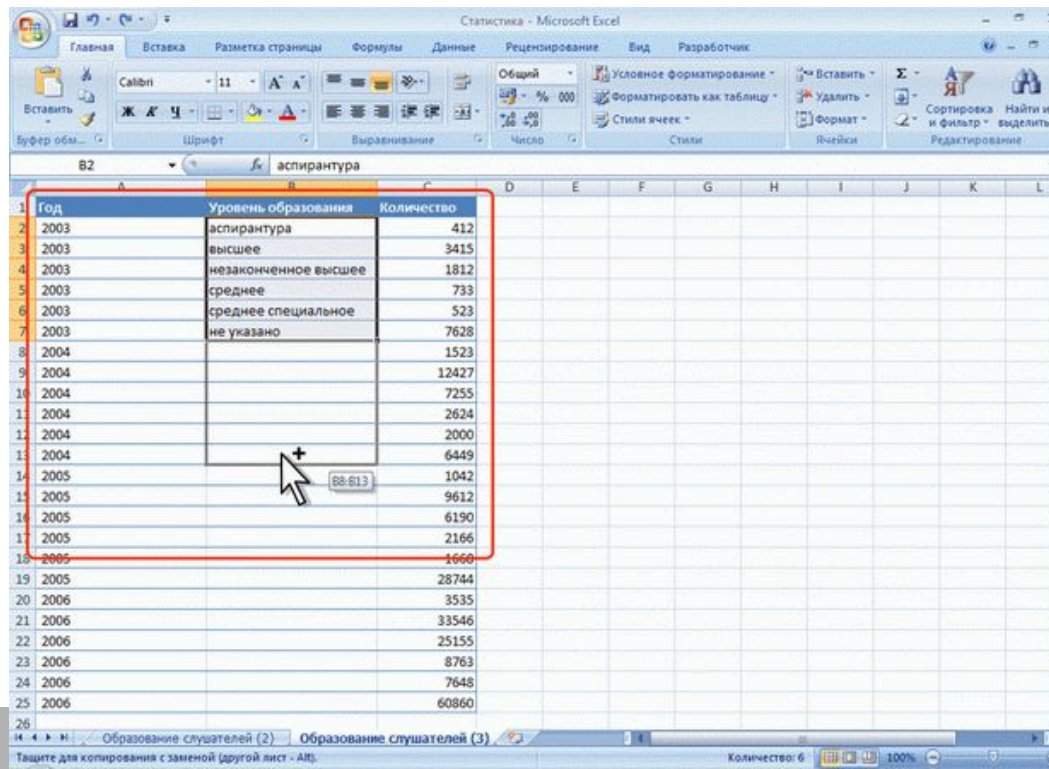 Статистика - Microsoft Excel
Главная Вставка Разметка страницы Формулы Данные Рецензирование Вид Разработчик
Вставить Calibri 11 Общий Условное форматирование Вставить
Ж К Ч % 000 Форматировать как таблицу Удалить Сортировка и фильтр Найти и выделить
Стили ячеек Формат
Буфер обм... Шрифт Выравнивание Число Стили Ячейки Редактирование
B2 fx аспирантура
A B C D E F G H I J K L
1 Год Уровень образования Количество
2 2003 аспирантура 412
3 2003 высшее 3415
4 2003 незаконченное высшее 1812
5 2003 среднее 733
6 2003 среднее специальное 523
7 2003 не указано 7628
8 2004 1523
9 2004 12427
10 2004 7255
11 2004 2624
12 2004 2000
13 2004 6449
B8:B13
14 2005 1042
15 2005 9612
16 2005 6190
17 2005 2166
18 2005 1660
19 2005 28744
20 2006 3535
21 2006 33546
22 2006 25155
23 2006 8763
24 2006 7648
25 2006 60860
26
Образование слушателей (2) Образование слушателей (3)
Тащите для копирования с заменой (другой лист - Alt). Количество: 6 100%